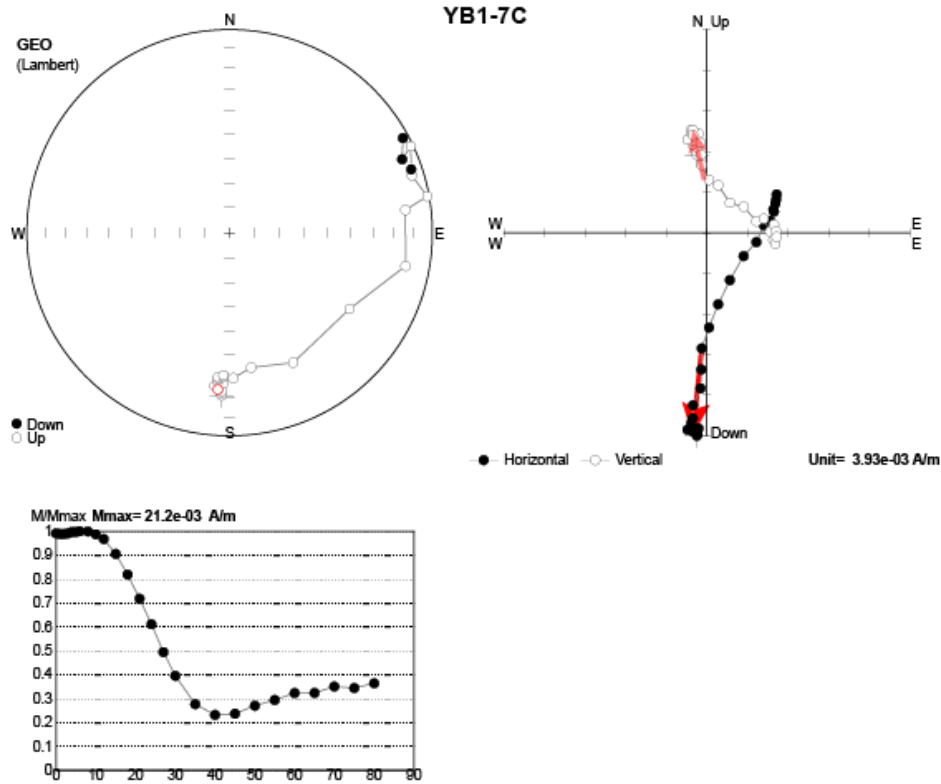 YB1-7C
GEO
(Lambert)
N
W
E
S
Down
Up
N Up
W
W
E
E
Down
Horizontal
Vertical
Unit= 3.93e-03 A/m
M/Mmax Mmax= 21.2e-03 A/m
1
0.9
0.8
0.7
0.6
0.5
0.4
0.3
0.2
0.1
0
0 10 20 30 40 50 60 70 80 90